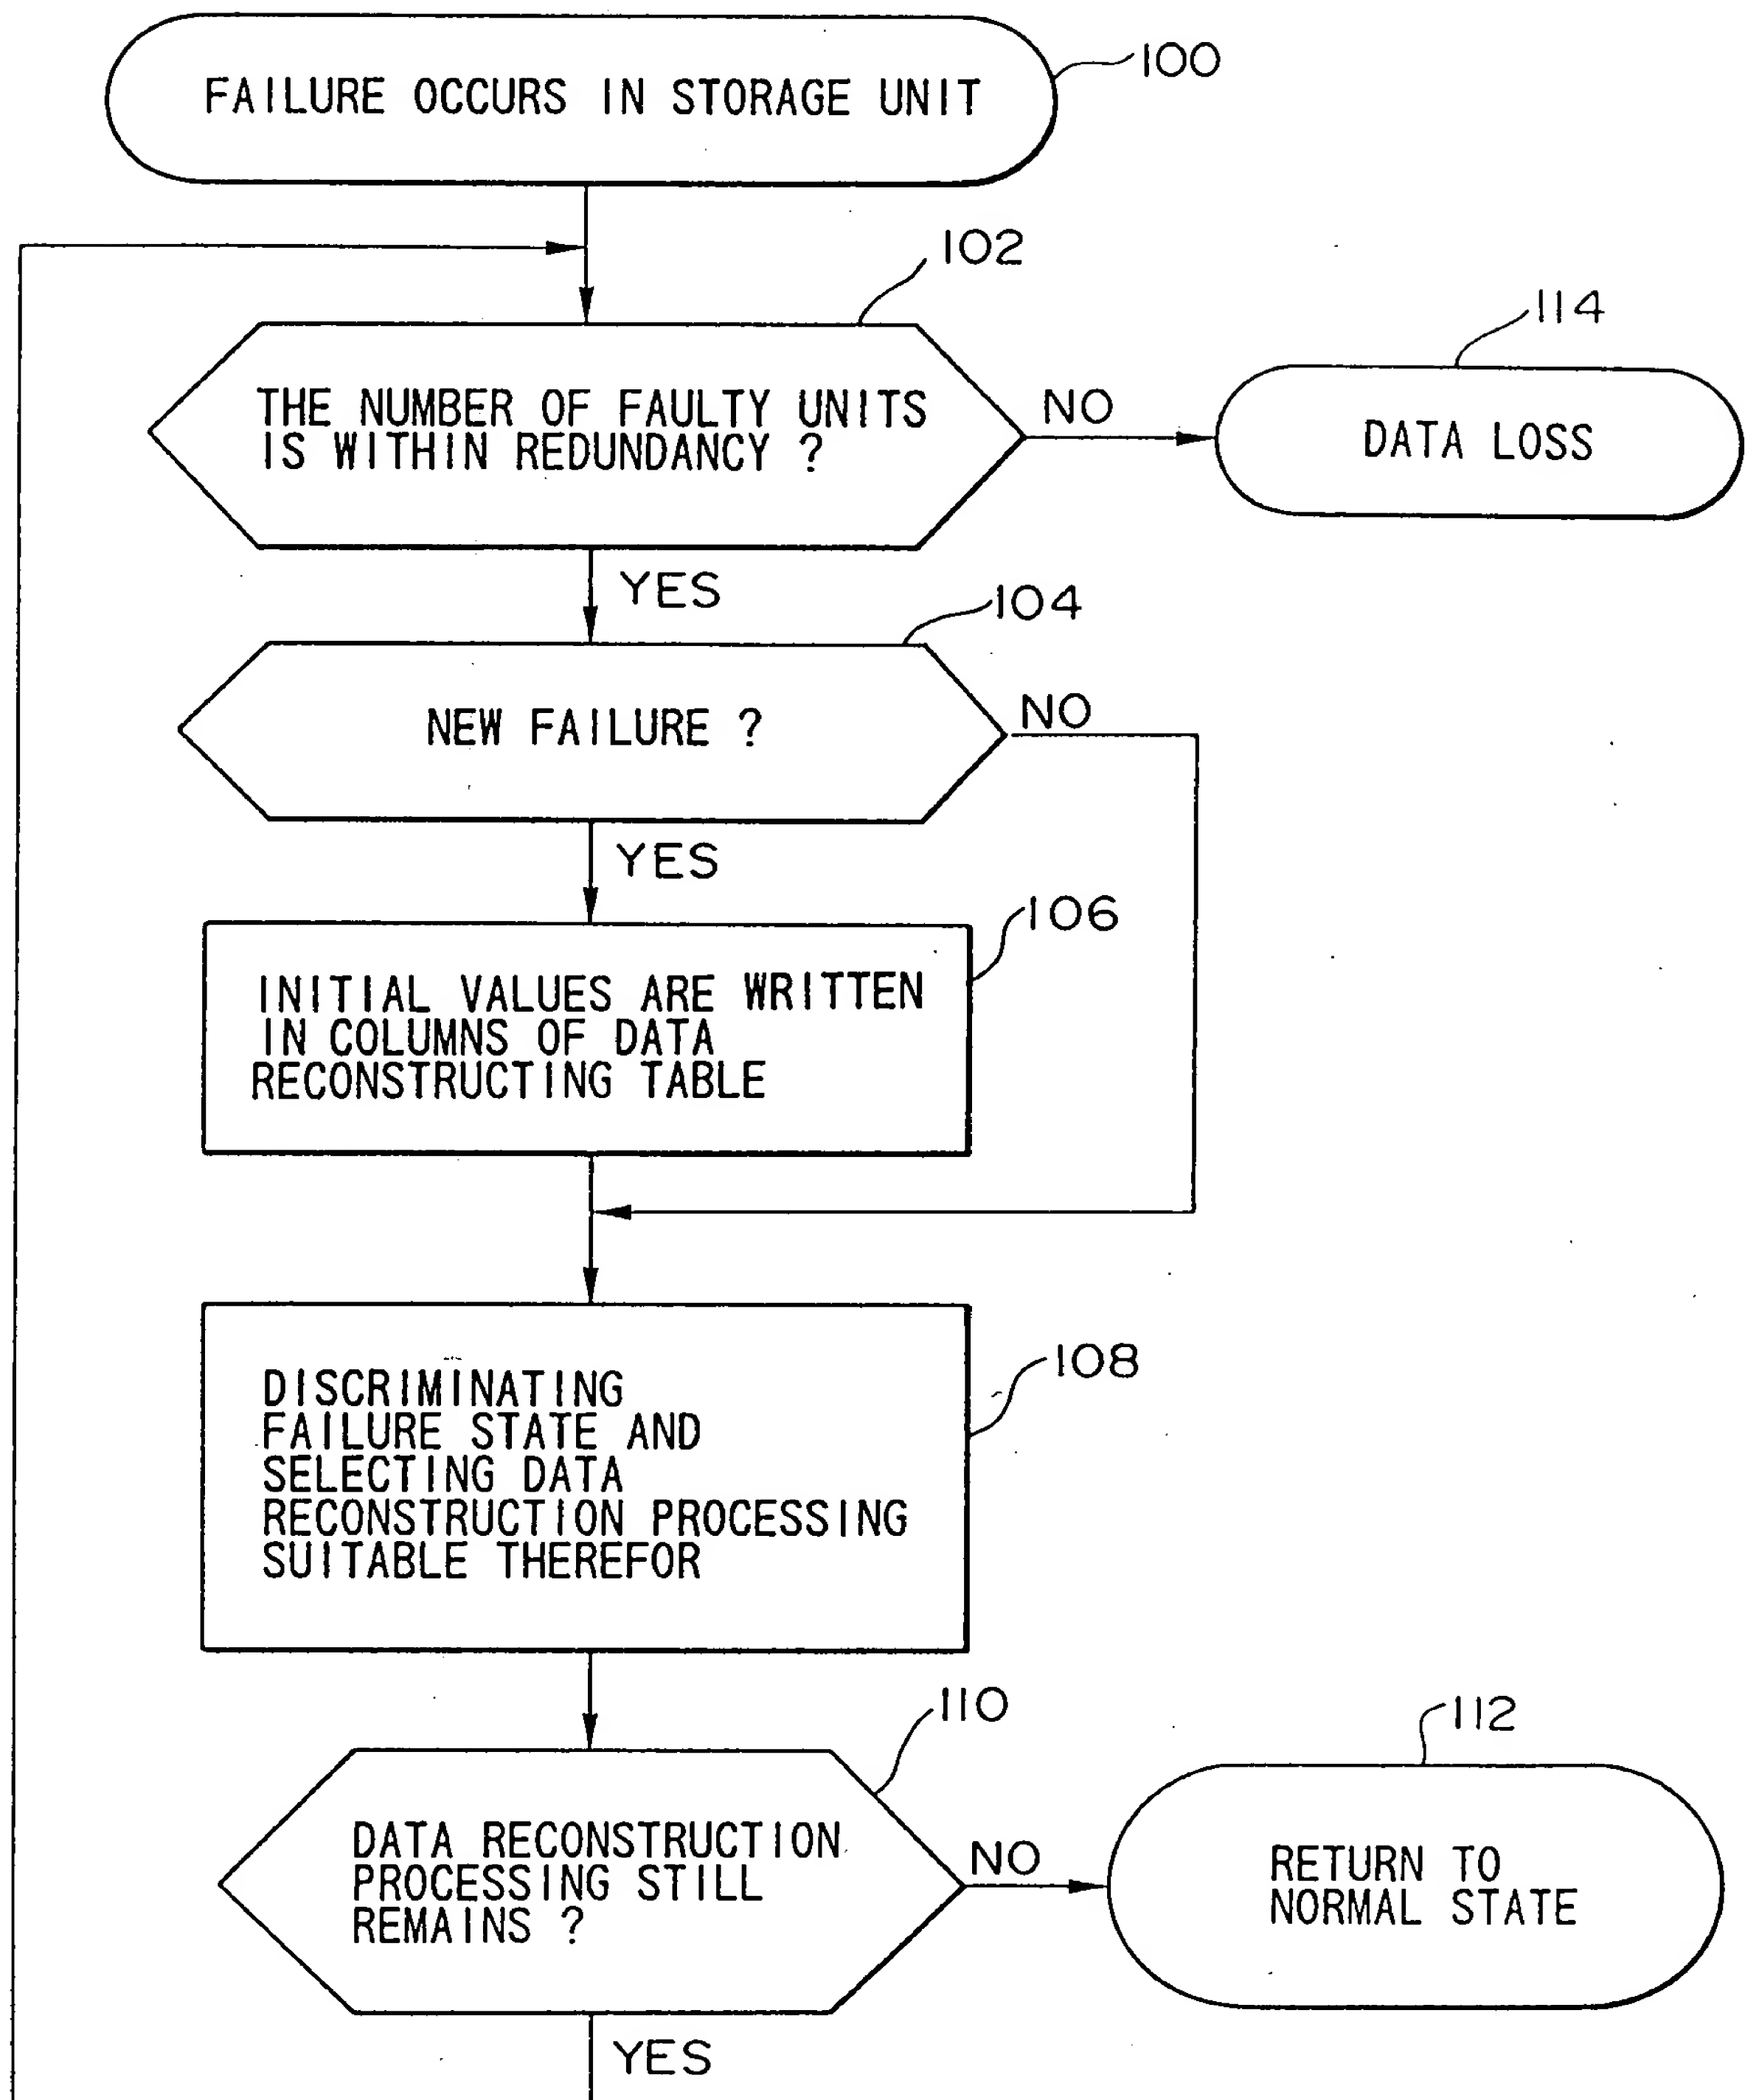 FAILURE OCCURS IN STORAGE UNIT
100
102
THE NUMBER OF FAULTY UNITS
IS WITHIN REDUNDANCY ?
NO
114
DATA LOSS
YES
104
NEW FAILURE ?
NO
YES
106
INITIAL VALUES ARE WRITTEN
IN COLUMNS OF DATA
RECONSTRUCTING TABLE
108
DISCRIMINATING
FAILURE STATE AND
SELECTING DATA
RECONSTRUCTION PROCESSING
SUITABLE THEREFOR
110
DATA RECONSTRUCTION
PROCESSING STILL
REMAINS ?
NO
112
RETURN TO
NORMAL STATE
YES